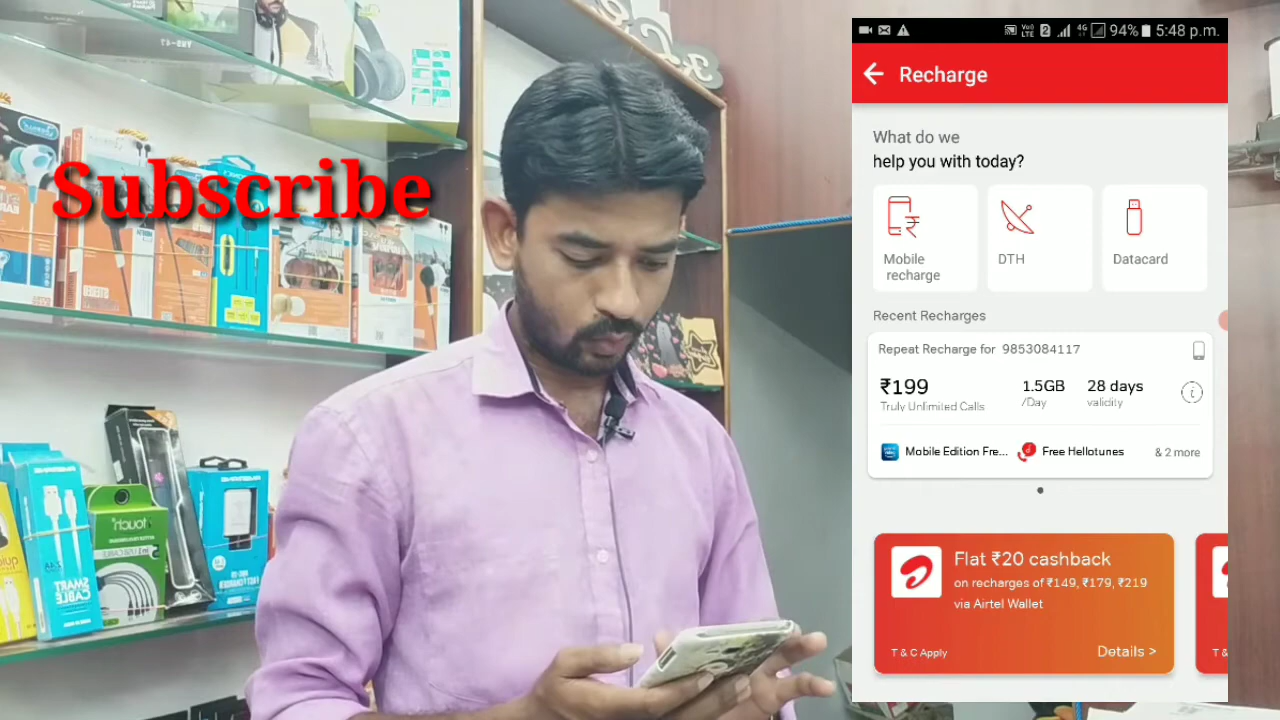 Subscribe
SMART
CABLE
94% 5:48 p.m.
Recharge
What do we
help you with today?
Mobile
recharge
DTH
Datacard
Recent Recharges
Repeat Recharge for 9853084117
₹199
Truly Unlimited Calls
1.5GB
/Day
28 days
validity
Mobile Edition Fre...
Free Hellotunes
& 2 more
Flat ₹20 cashback
on recharges of ₹149, ₹179, ₹219
via Airtel Wallet
T & C Apply
Details >